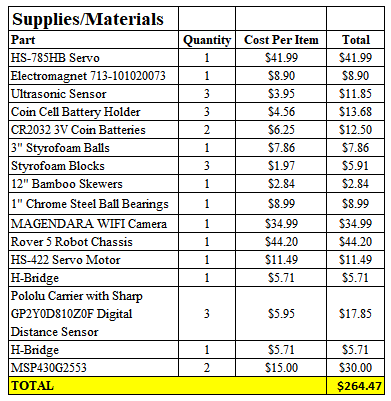 Supplies/Materials
Part Quantity Cost Per Item Total
HS-785HB Servo 1 $41.99 $41.99
Electromagnet 713-101020073 1 $8.90 $8.90
Ultrasonic Sensor 3 $3.95 $11.85
Coin Cell Battery Holder 3 $4.56 $13.68
CR2032 3V Coin Batteries 2 $6.25 $12.50
3" Styrofoam Balls 1 $7.86 $7.86
Styrofoam Blocks 3 $1.97 $5.91
12" Bamboo Skewers 1 $2.84 $2.84
1" Chrome Steel Ball Bearings 1 $8.99 $8.99
MAGENDARA WIFI Camera 1 $34.99 $34.99
Rover 5 Robot Chassis 1 $44.20 $44.20
HS-422 Servo Motor 1 $11.49 $11.49
H-Bridge 1 $5.71 $5.71
Pololu Carrier with Sharp
GP2Y0D810Z0F Digital 3 $5.95 $17.85
Distance Sensor
H-Bridge 1 $5.71 $5.71
MSP430G2553 2 $15.00 $30.00
TOTAL $264.47